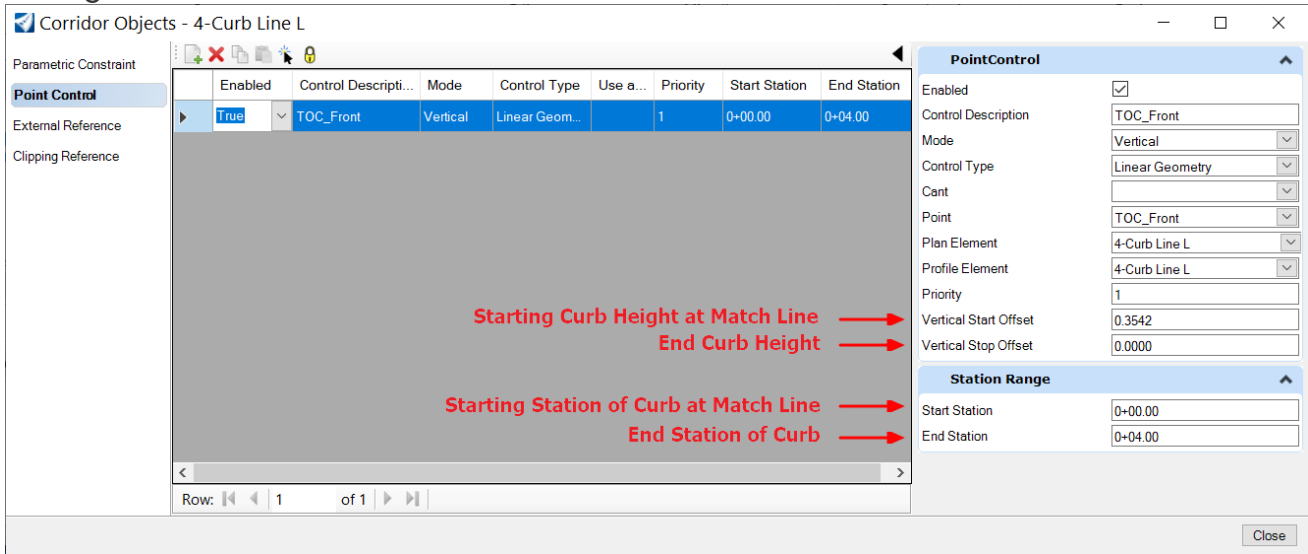 Corridor Objects - 4-Curb Line L
Parametric Constraint
Point Control
External Reference
Clipping Reference
Enabled Control Descripti... Mode Control Type Use a... Priority Start Station End Station
True TOC_Front Vertical Linear Geom... 1 0+00.00 0+04.00
PointControl
Enabled
Control Description TOC_Front
Mode Vertical
Control Type Linear Geometry
Cant
Point TOC_Front
Plan Element 4-Curb Line L
Profile Element 4-Curb Line L
Priority 1
Starting Curb Height at Match Line Vertical Start Offset 0.3542
End Curb Height Vertical Stop Offset 0.0000
Station Range
Starting Station of Curb at Match Line Start Station 0+00.00
End Station of Curb End Station 0+04.00
Row: 1 of 1
Close